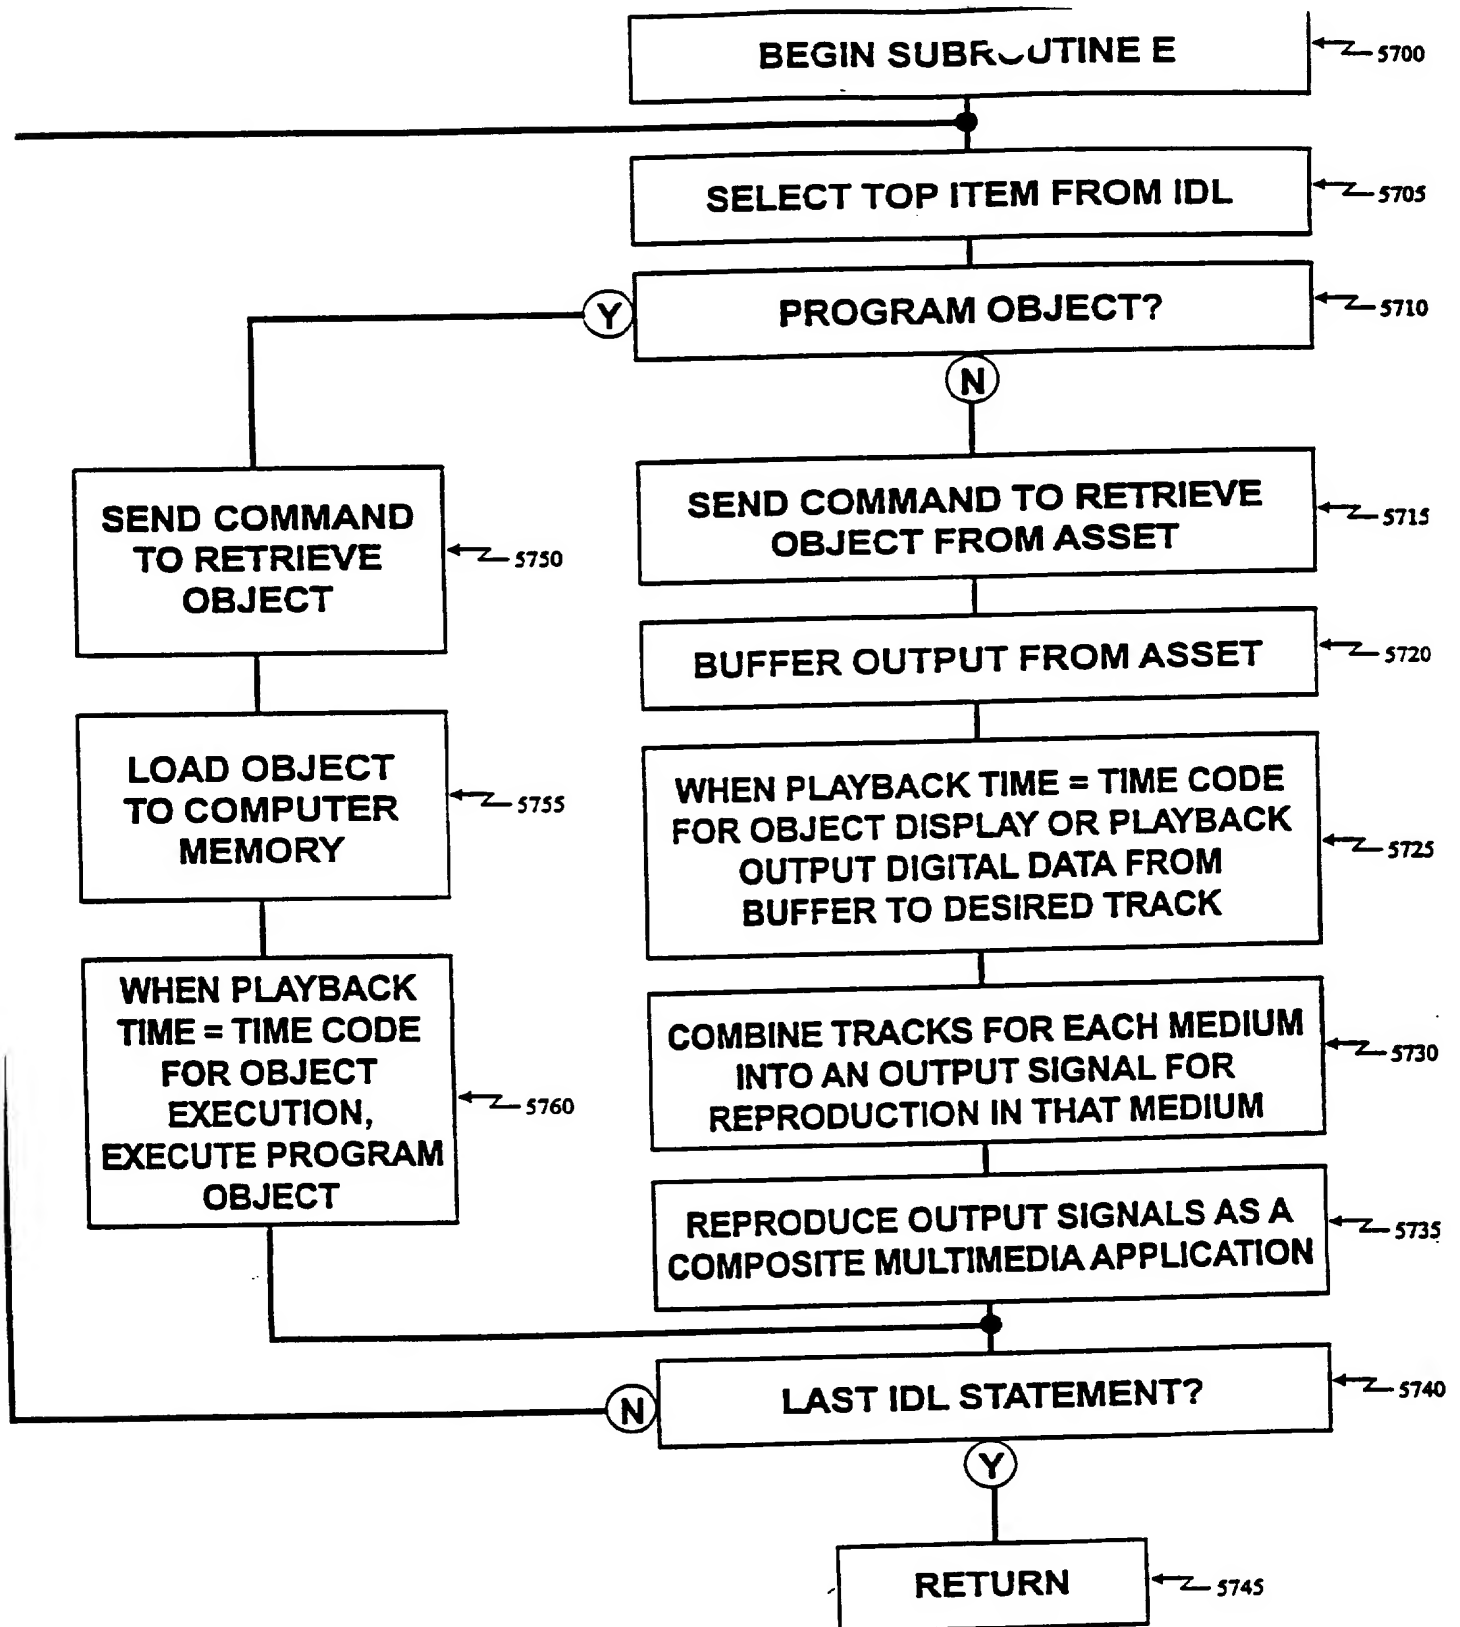 BEGIN SUBROUTINE E
5700
SELECT TOP ITEM FROM IDL
5705
Y
PROGRAM OBJECT?
5710
N
SEND COMMAND
TO RETRIEVE
OBJECT
5750
SEND COMMAND TO RETRIEVE
OBJECT FROM ASSET
5715
BUFFER OUTPUT FROM ASSET
5720
LOAD OBJECT
TO COMPUTER
MEMORY
5755
WHEN PLAYBACK TIME = TIME CODE
FOR OBJECT DISPLAY OR PLAYBACK
OUTPUT DIGITAL DATA FROM
BUFFER TO DESIRED TRACK
5725
WHEN PLAYBACK
TIME = TIME CODE
FOR OBJECT
EXECUTION,
EXECUTE PROGRAM
OBJECT
5760
COMBINE TRACKS FOR EACH MEDIUM
INTO AN OUTPUT SIGNAL FOR
REPRODUCTION IN THAT MEDIUM
5730
REPRODUCE OUTPUT SIGNALS AS A
COMPOSITE MULTIMEDIA APPLICATION
5735
N
LAST IDL STATEMENT?
5740
Y
RETURN
5745